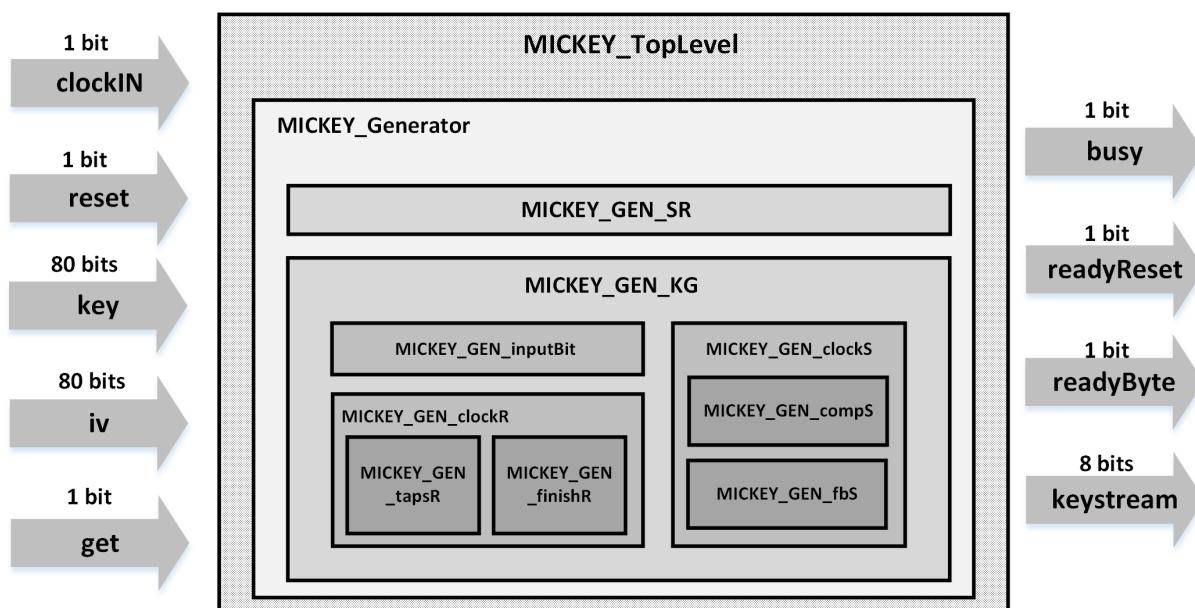 MICKEY_TopLevel
1 bit
clockIN
1 bit
reset
80 bits
key
80 bits
iv
1 bit
get
MICKEY_Generator
MICKEY_GEN_SR
MICKEY_GEN_KG
MICKEY_GEN_inputBit
MICKEY_GEN_clockR
MICKEY_GEN
_tapsR
MICKEY_GEN
_finishR
MICKEY_GEN_clockS
MICKEY_GEN_compS
MICKEY_GEN_fbS
1 bit
busy
1 bit
readyReset
1 bit
readyByte
8 bits
keystream